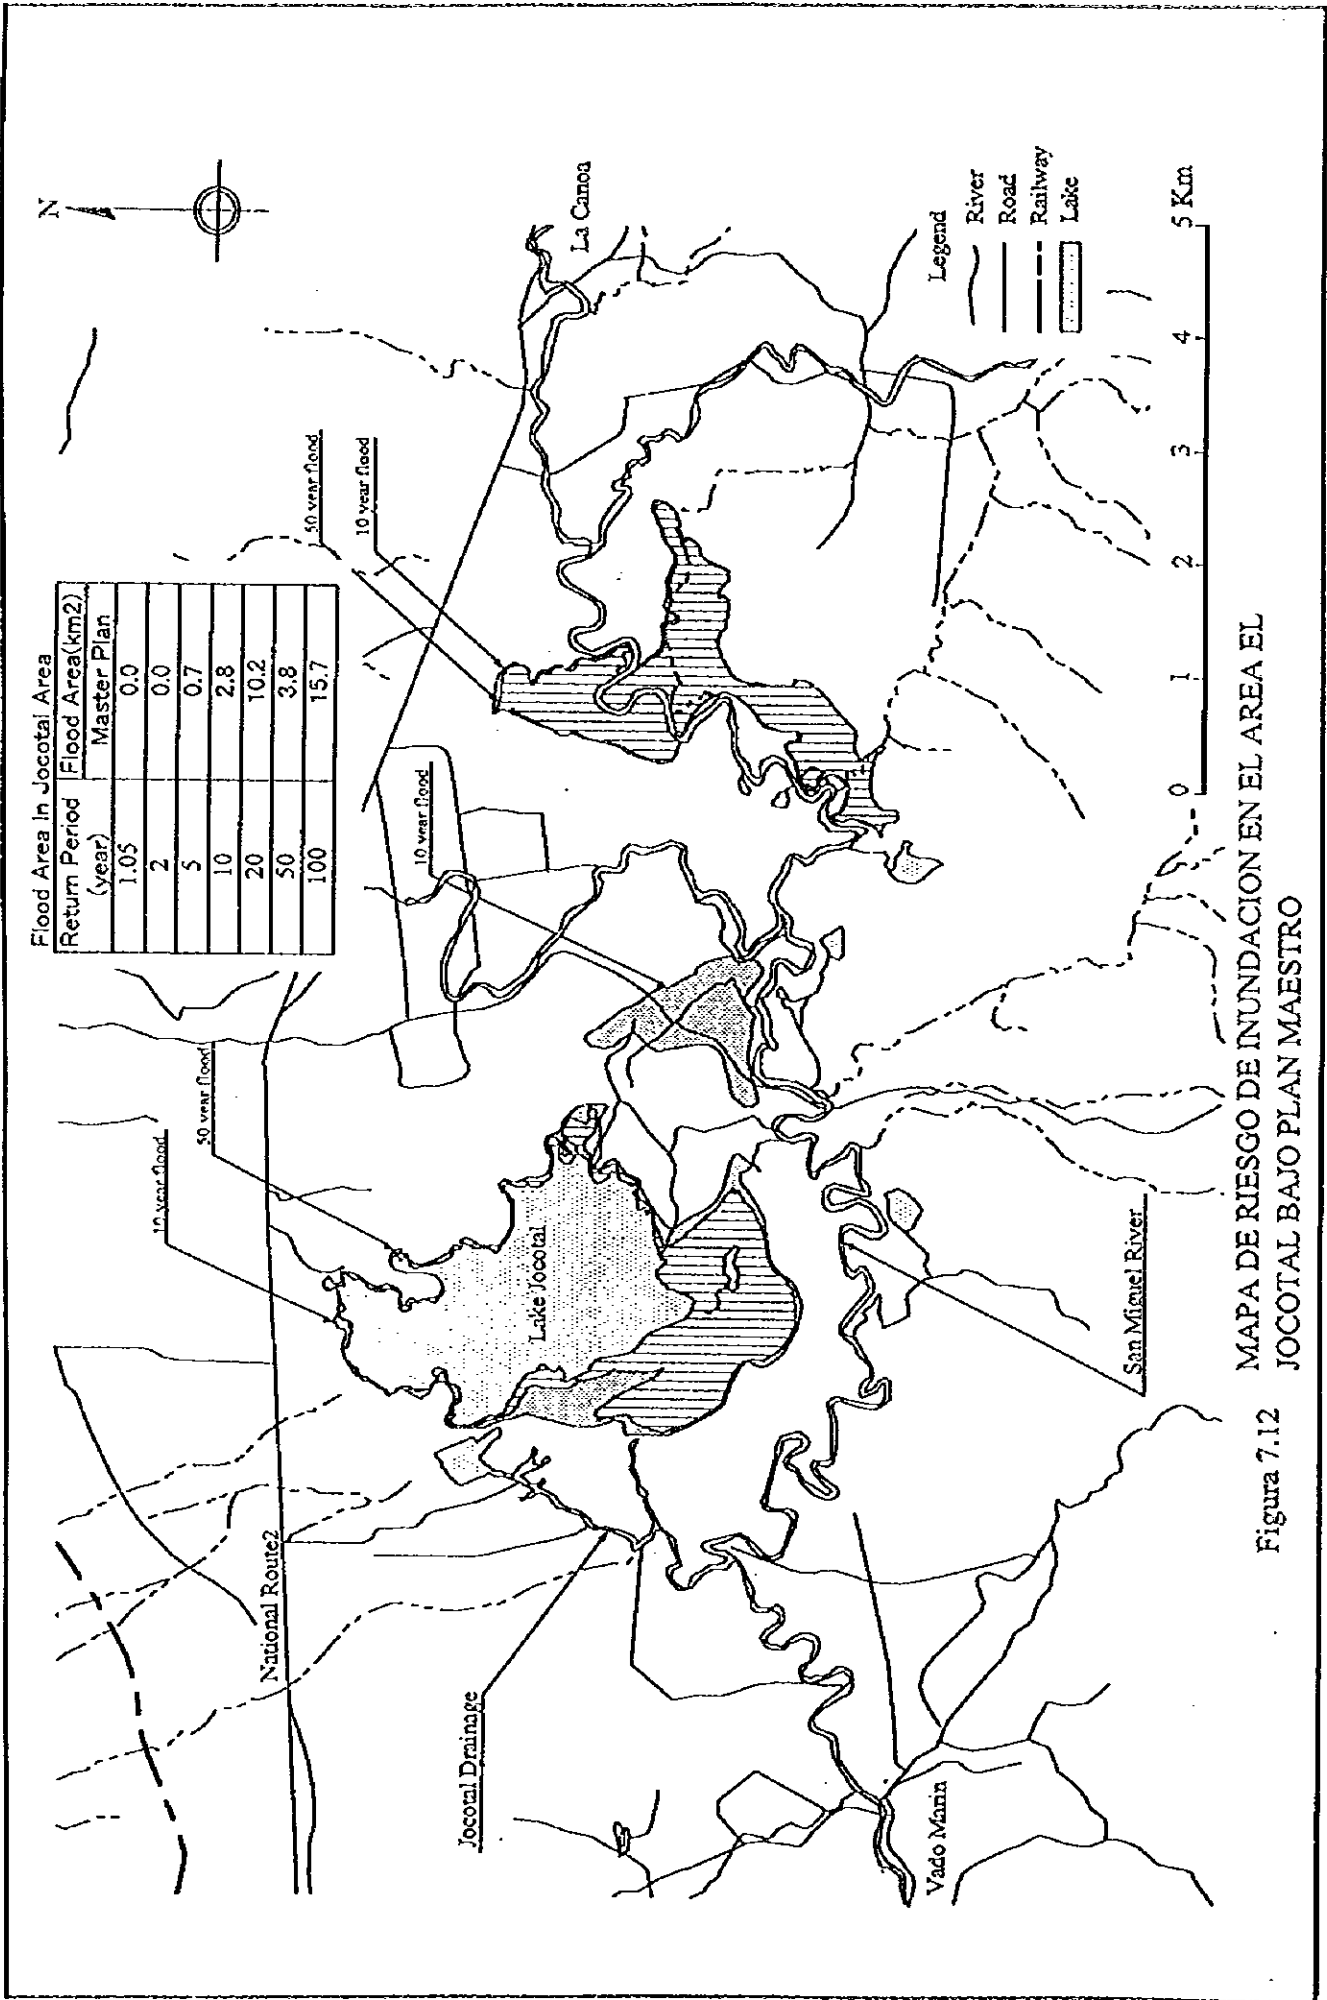 Flood Area In Jocotal Area
Return Period (year) Flood Area(km2) Master Plan
1.05 0.0
2 0.0
5 0.7
10 2.8
20 10.2
50 3.8
100 15.7
N
10 year flood
50 year flood
50 year flood
10 year flood
10 year flood
National Route2
Lake Jocotal
La Canoa
Jocotal Drainage
San Miguel River
Vado Marin
Legend
River
Road
Railway
Lake
0 1 2 3 4 5 Km
Figura 7.12 MAPA DE RIESGO DE INUNDACION EN EL AREA EL
JOCOTAL BAJO PLAN MAESTRO